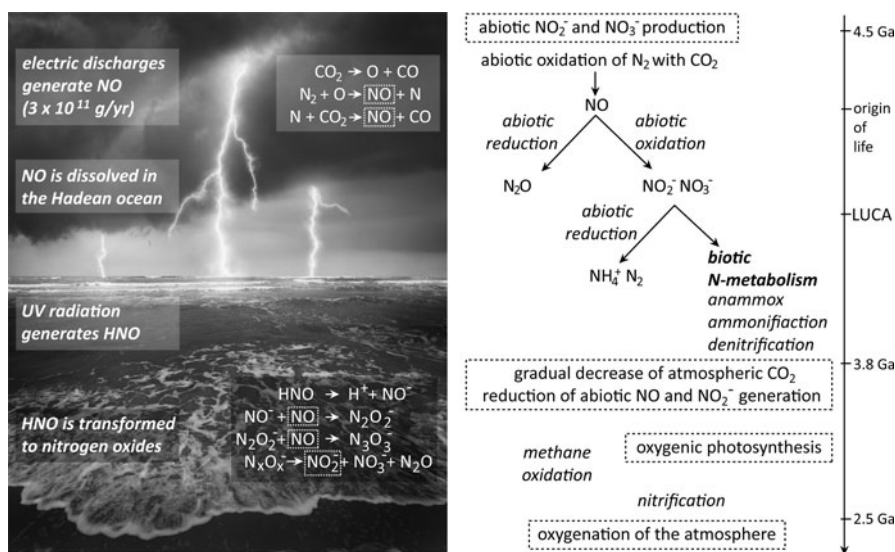 electric discharges
generate NO
(3 x 10¹¹ g/yr)
CO₂ → O + CO
N₂ + O → NO + N
N + CO₂ → NO + CO
NO is dissolved in
the Hadean ocean
UV radiation
generates HNO
HNO is transformed
to nitrogen oxides
HNO → H⁺ + NO⁻
NO⁻ + NO → N₂O₂⁻
N₂O₂⁻ + NO → N₃O₃⁻
NₓOₓ⁻ → NO₂⁻ + NO₃⁻ + N₂O
abiotic NO₂⁻ and NO₃⁻ production
abiotic oxidation of N₂ with CO₂
NO
abiotic
reduction
abiotic
oxidation
N₂O
NO₂⁻ NO₃⁻
abiotic
reduction
NH₄⁺ N₂
biotic
N-metabolism
anammox
ammonifiaction
denitrification
gradual decrease of atmospheric CO₂
reduction of abiotic NO and NO₂⁻ generation
methane
oxidation
oxygenic photosynthesis
nitrification
oxygenation of the atmosphere
4.5 Ga
origin
of
life
LUCA
3.8 Ga
2.5 Ga